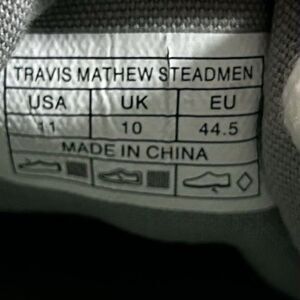 TRAVIS MATHEW STEADMEN
USA UK EU
11 10 44.5
MADE IN CHINA